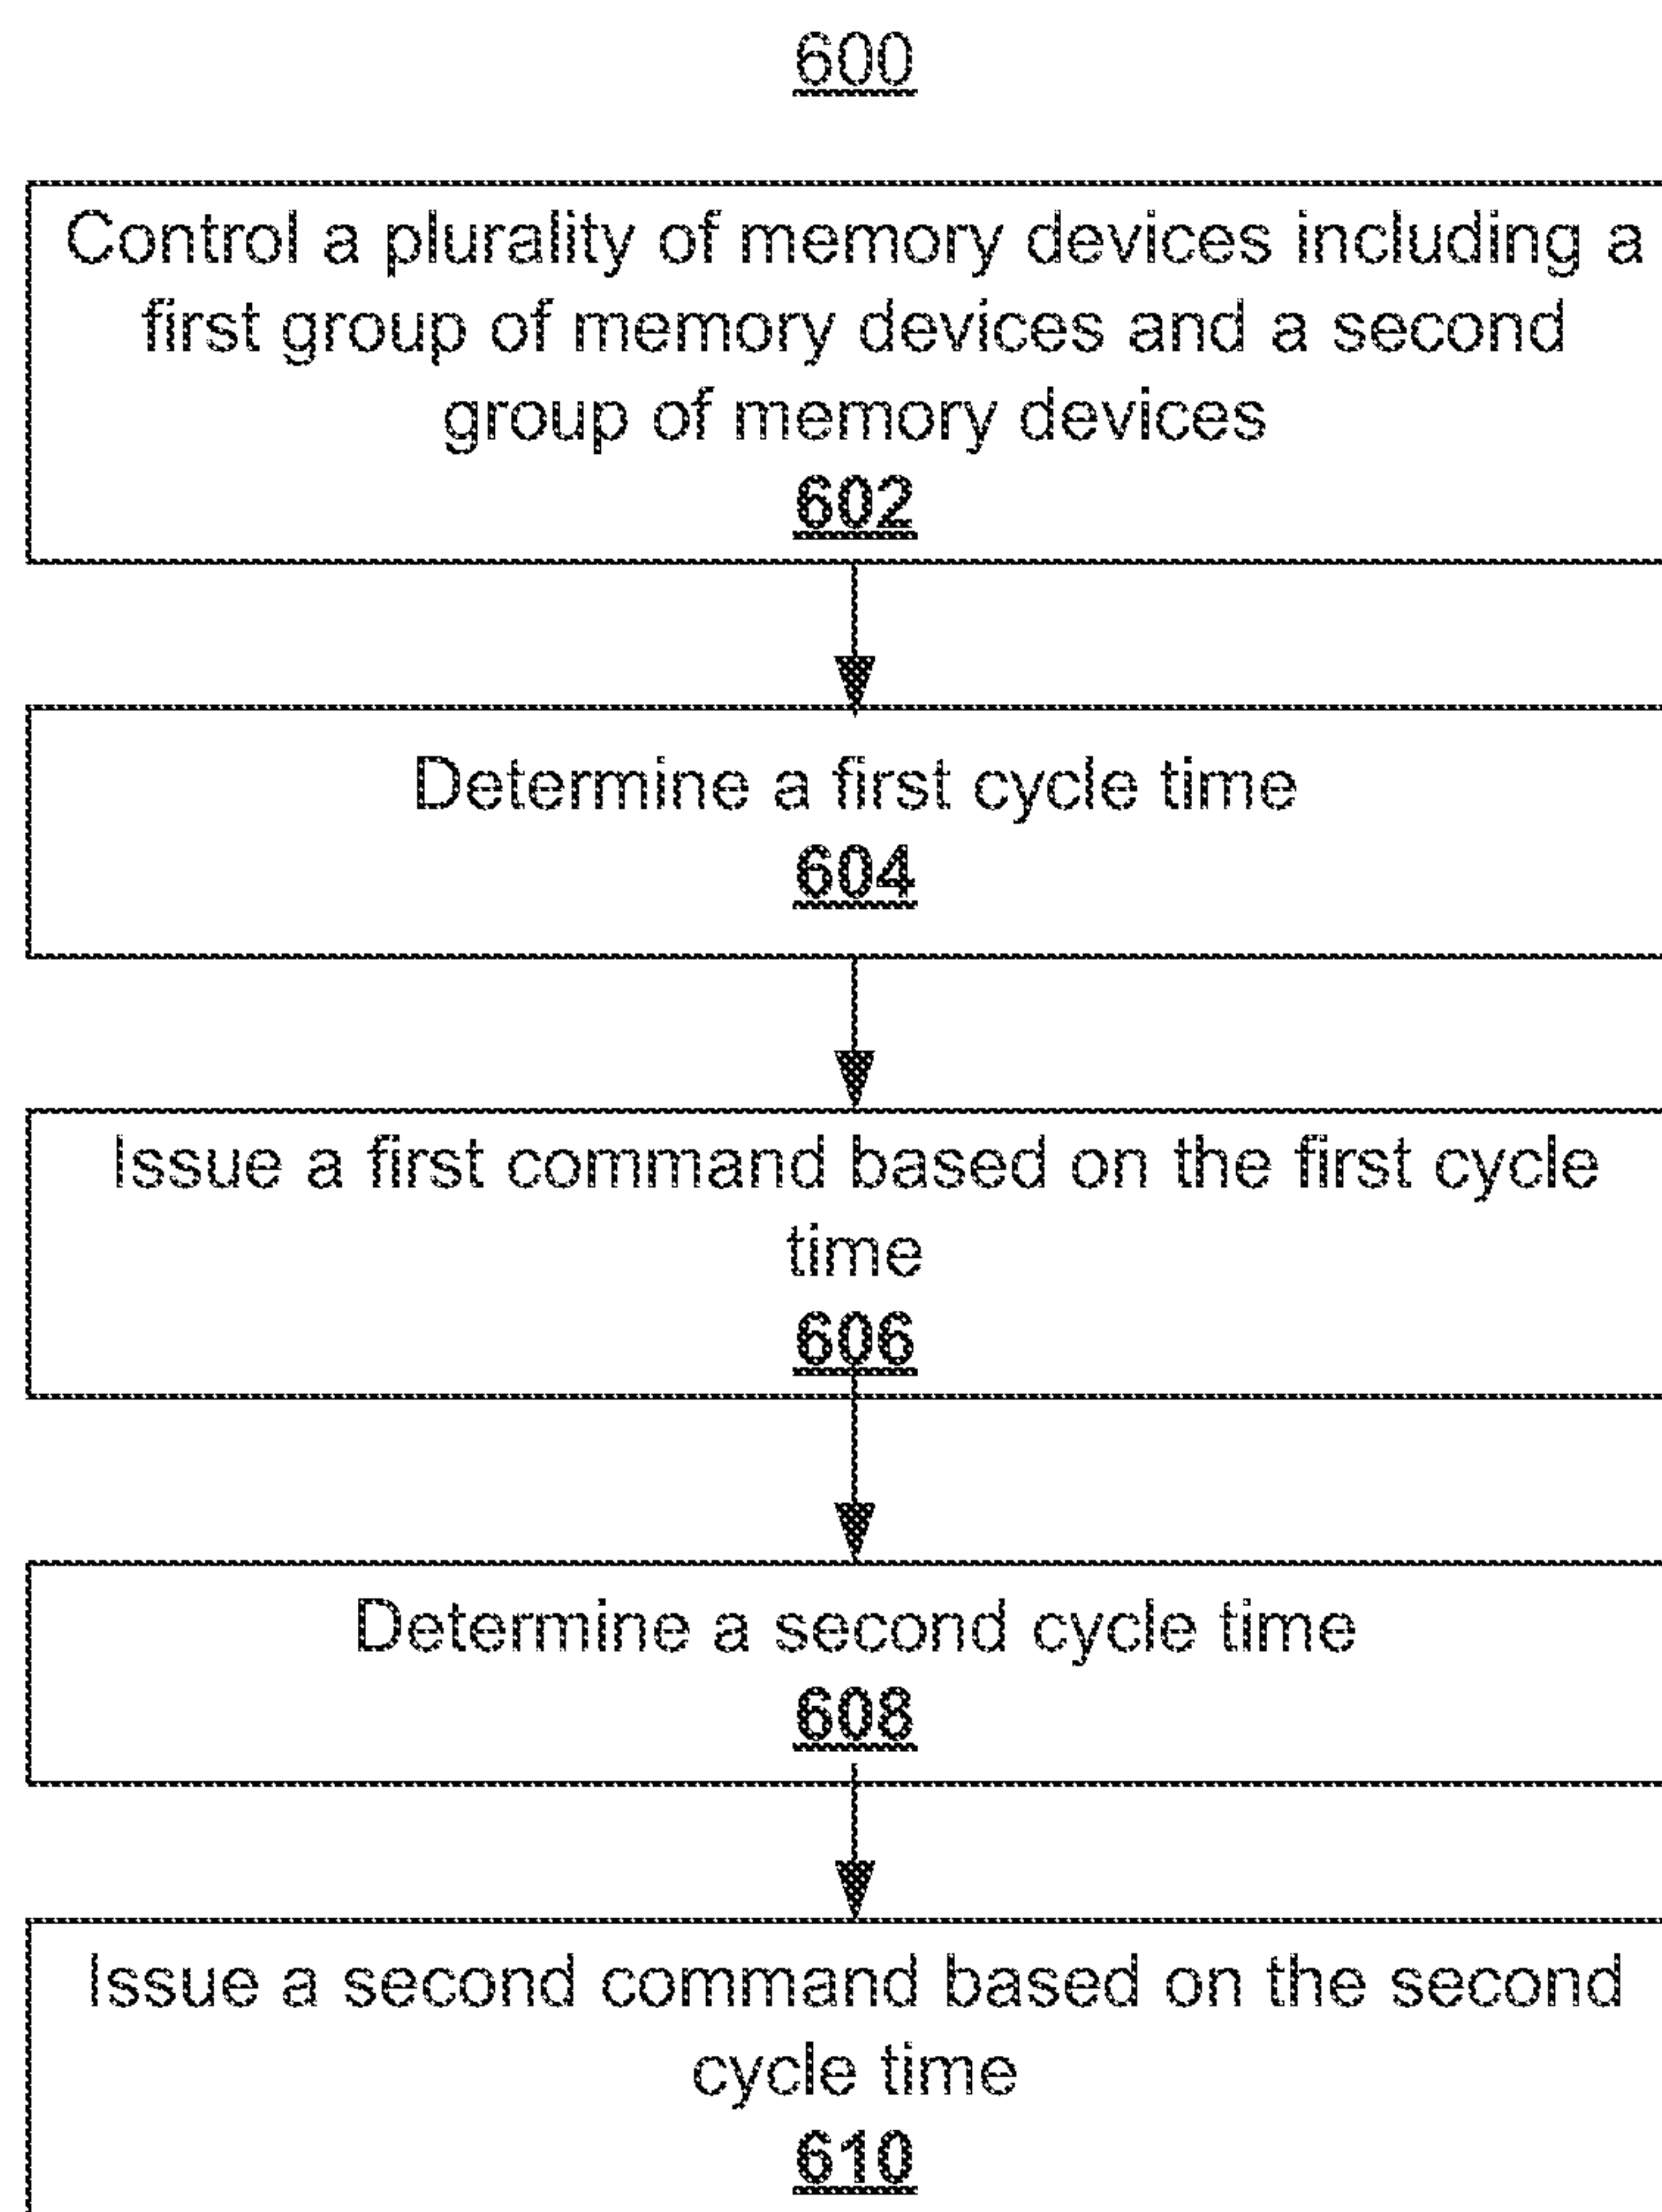 600
Control a plurality of memory devices including a
first group of memory devices and a second
group of memory devices
602
Determine a first cycle time
604
Issue a first command based on the first cycle
time
606
Determine a second cycle time
608
Issue a second command based on the second
cycle time
610